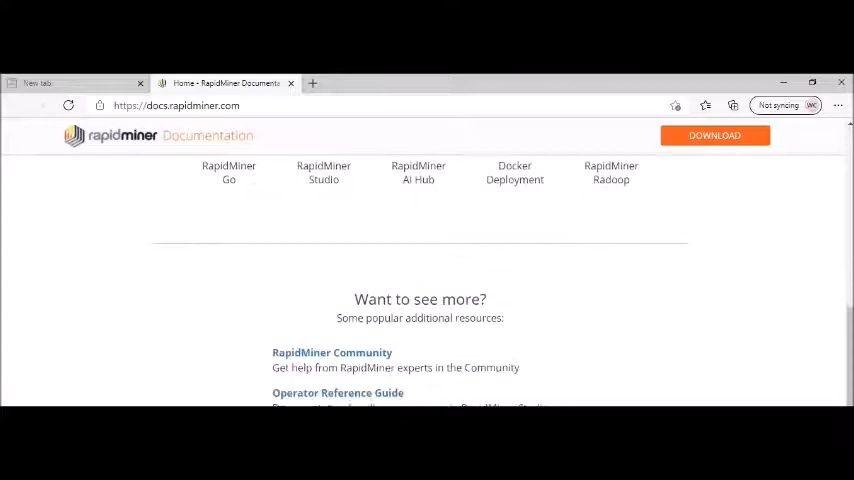 New tab
Home - RapidMiner Documenta
https://docs.rapidminer.com
Not syncing
WC
rapidminer Documentation
DOWNLOAD
RapidMiner Go
RapidMiner Studio
RapidMiner AI Hub
Docker Deployment
RapidMiner Radoop
Want to see more?
Some popular additional resources:
RapidMiner Community
Get help from RapidMiner experts in the Community
Operator Reference Guide